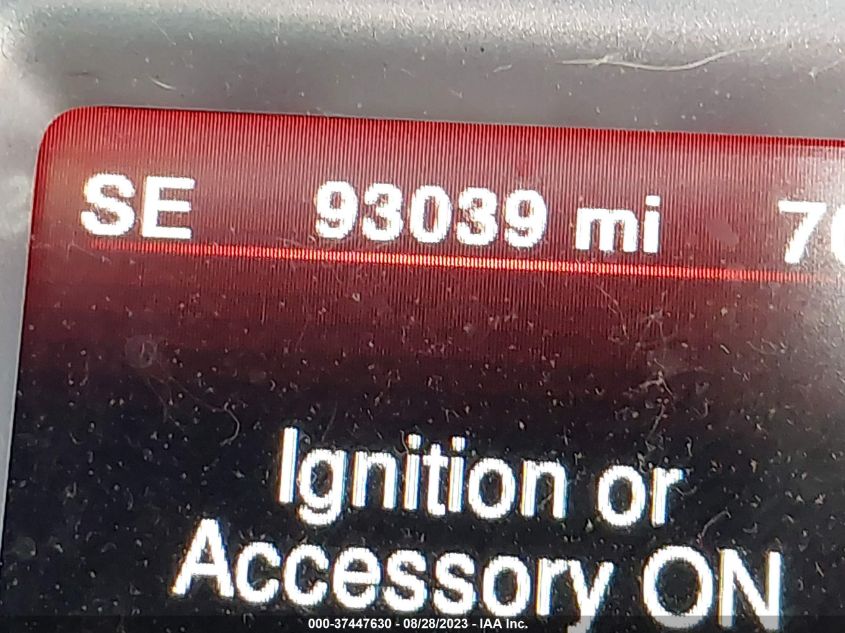 SE 93039 mi
Ignition or
Accessory ON
000-37447630 - 08/28/2023 - IAA Inc.